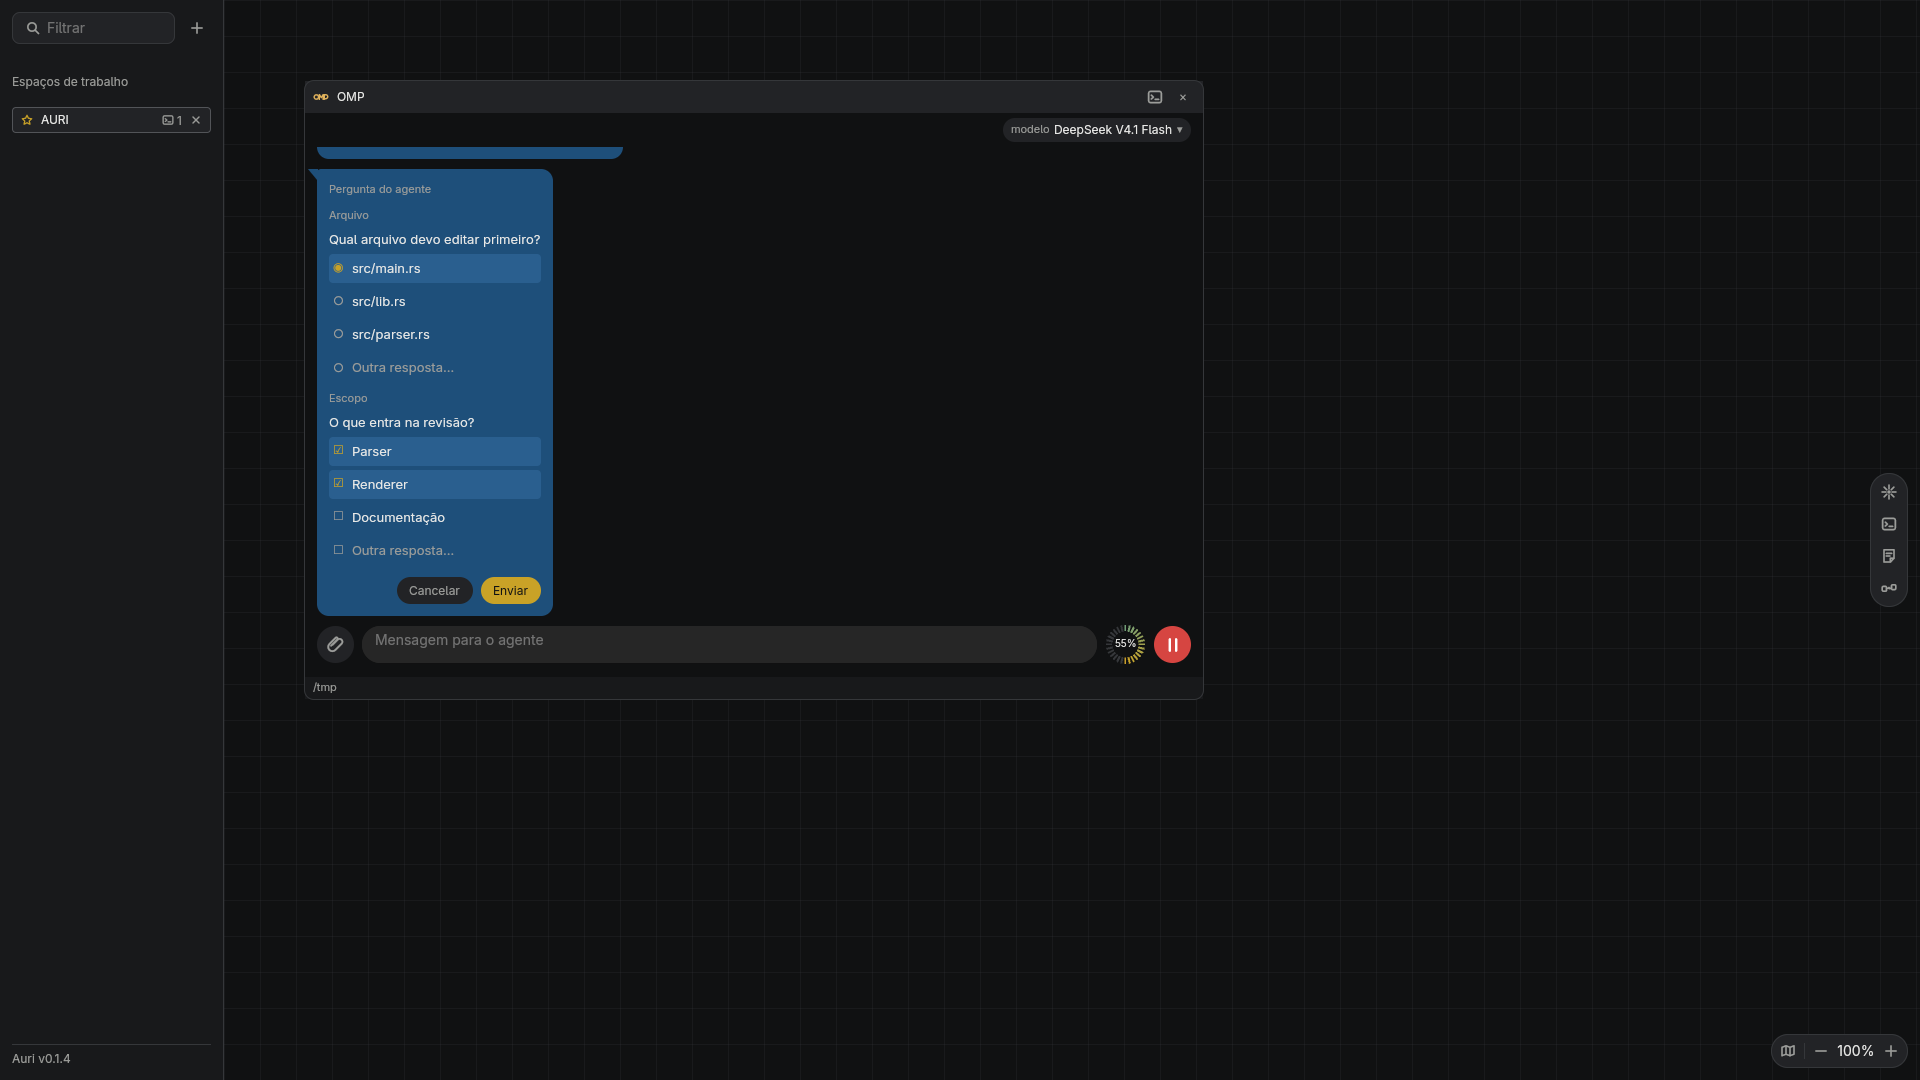 Filtrar
Espaços de trabalho
AURI 1
OMP
modelo DeepSeek V4.1 Flash
Pergunta do agente
Arquivo
Qual arquivo devo editar primeiro?
src/main.rs
src/lib.rs
src/parser.rs
Outra resposta...
Escopo
O que entra na revisão?
Parser
Renderer
Documentação
Outra resposta...
Cancelar Enviar
Mensagem para o agente
55%
/tmp
Auri v0.1.4
100%